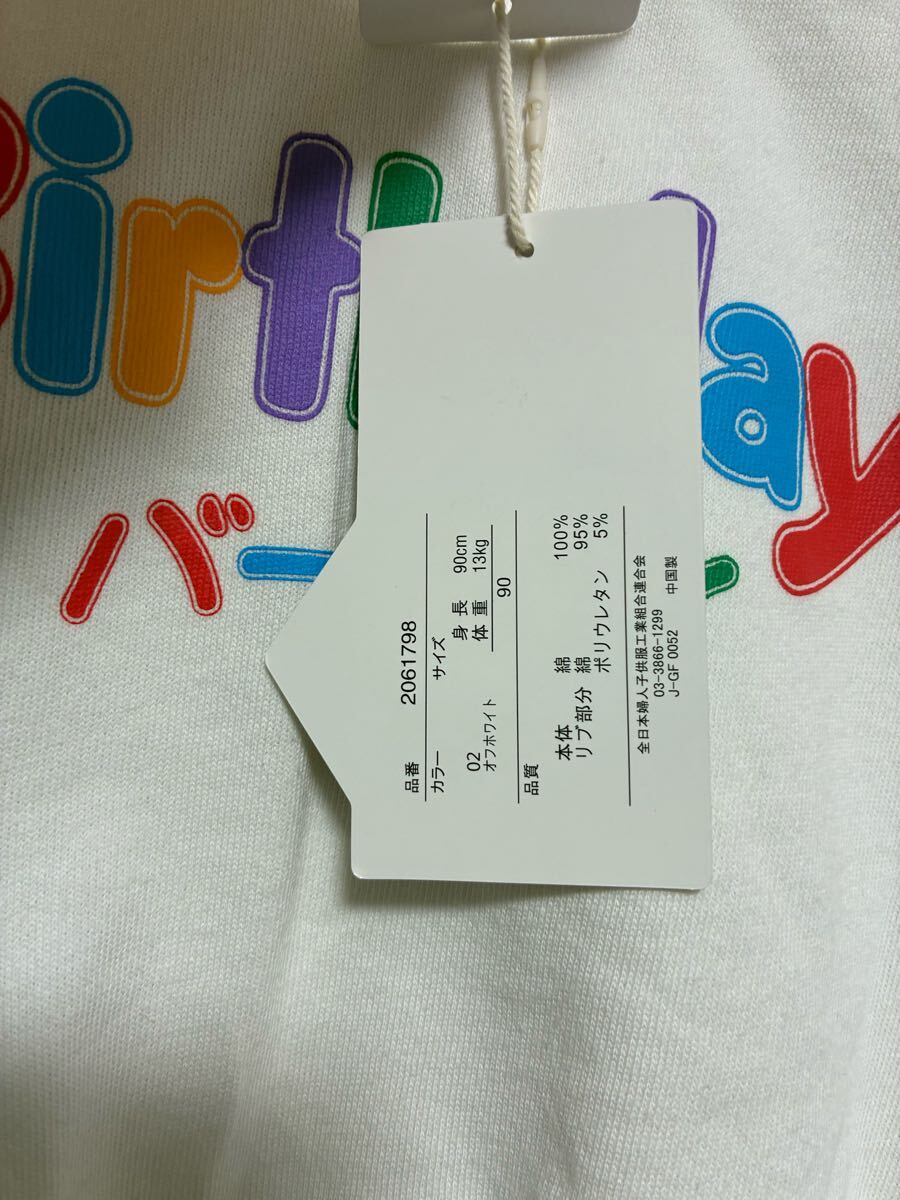 Birth ay
バー ー
品番 2061798
カラー サイズ
02 身長 90cm
オフホワイト 体重 13kg
90
品質
本体 綿 100%
リブ部分 綿 95%
ポリウレタン 5%
全日本婦人子供服工業組合連合会
03-3866-1299
J-GF 0052 中国製